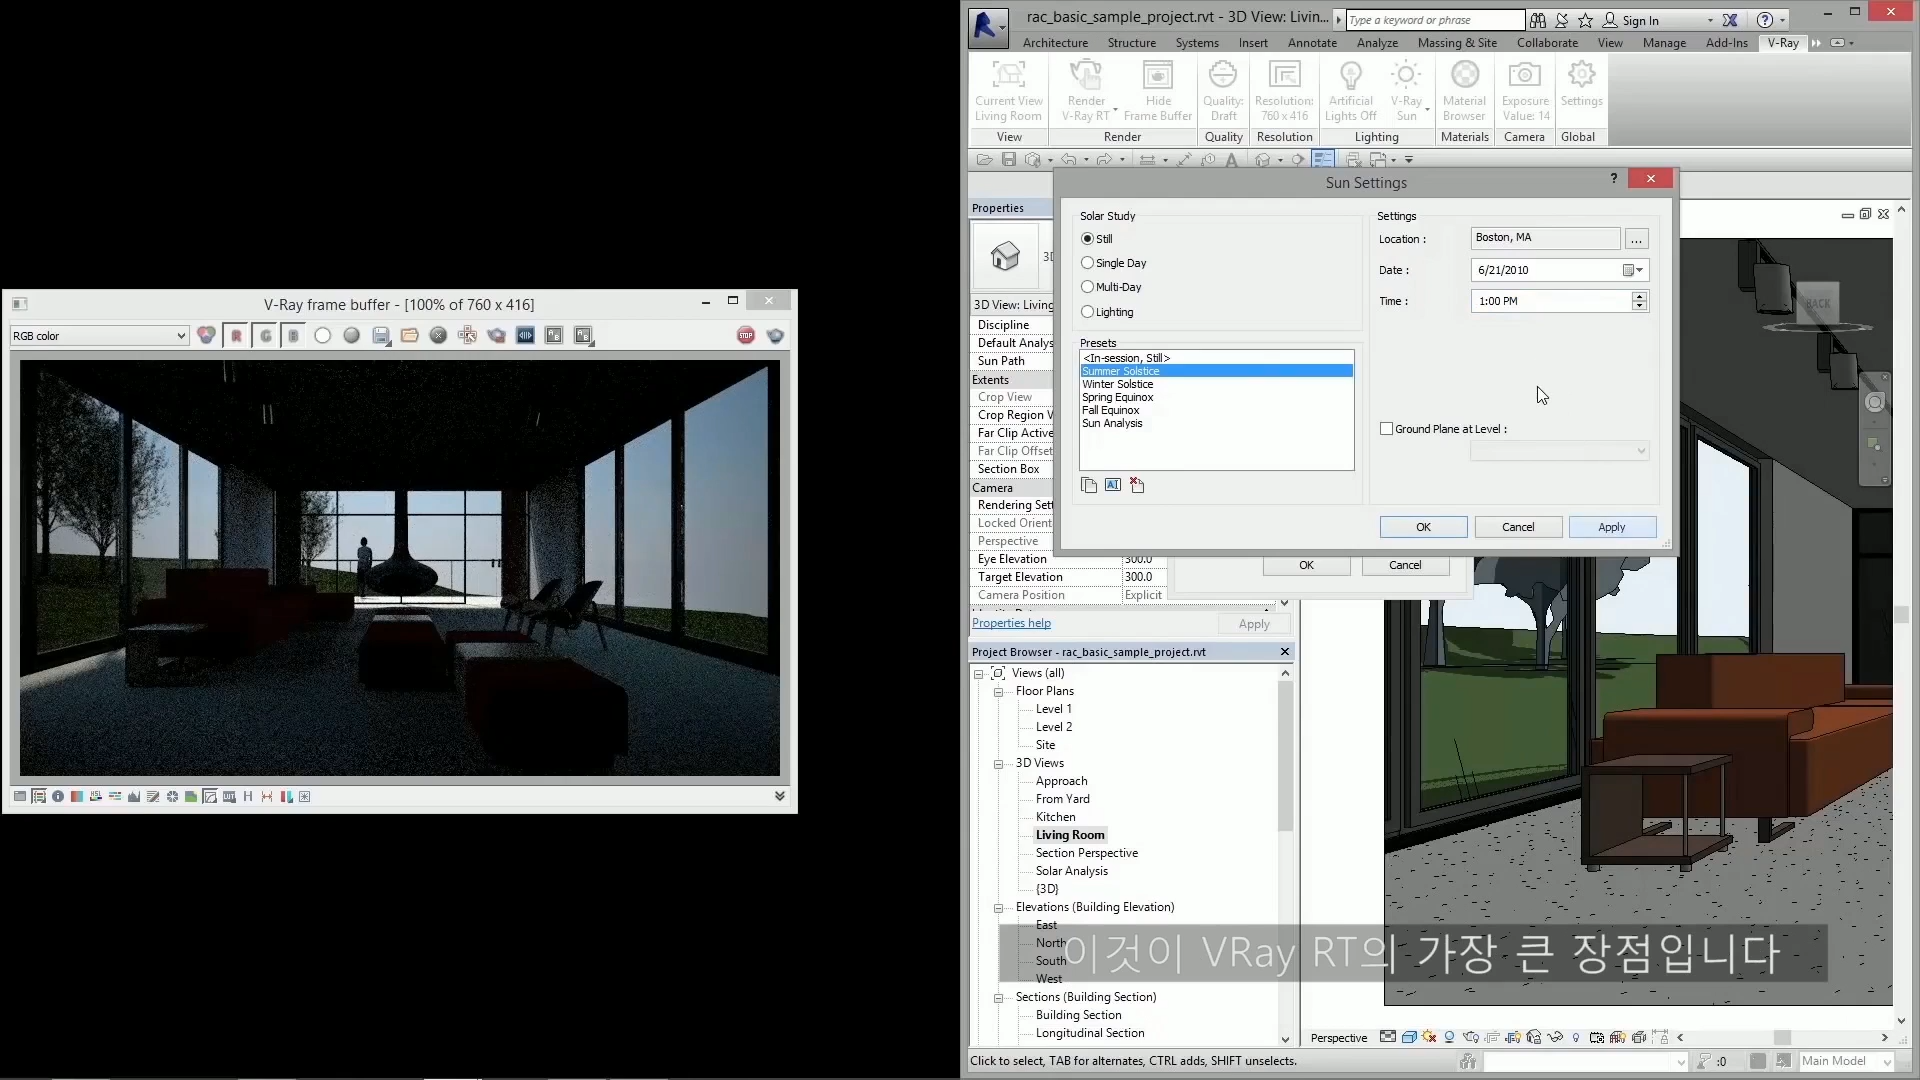 rac_basic_sample_project.rvt - 3D View: Livin...
Type a keyword or phrase
Sign In
Architecture Structure Systems Insert Annotate Analyze Massing & Site Collaborate View Manage Add-Ins V-Ray
Current View
Living Room
Render
V-Ray RT
Hide
Frame Buffer
Quality:
Draft
Resolution:
760 x 416
Artificial
Lights Off
V-Ray
Sun
Material
Browser
Exposure
Value: 14
Settings
View Render Quality Resolution Lighting Materials Camera Global
Sun Settings
Solar Study
Still
Single Day
Multi-Day
Lighting
Presets
<In-session, Still>
Summer Solstice
Winter Solstice
Spring Equinox
Fall Equinox
Sun Analysis
Settings
Location :
Boston, MA
...
Date :
6/21/2010
Time :
1:00 PM
Ground Plane at Level :
OK Cancel Apply
OK Cancel
BACK
V-Ray frame buffer - [100% of 760 x 416]
RGB color
R G B
STOP
Properties
3D View: Living
Discipline
Default Analys
Sun Path
Extents
Crop View
Crop Region V
Far Clip Active
Far Clip Offset
Section Box
Camera
Rendering Sett
Locked Orient
Perspective
Eye Elevation 300.0
Target Elevation 300.0
Camera Position Explicit
Properties help
Apply
Project Browser - rac_basic_sample_project.rvt
Views (all)
Floor Plans
Level 1
Level 2
Site
3D Views
Approach
From Yard
Kitchen
Living Room
Section Perspective
Solar Analysis
{3D}
Elevations (Building Elevation)
East
North
South
West
Sections (Building Section)
Building Section
Longitudinal Section
이것이 VRay RT의 가장 큰 장점입니다
Perspective
Click to select, TAB for alternates, CTRL adds, SHIFT unselects.
:0
Main Model